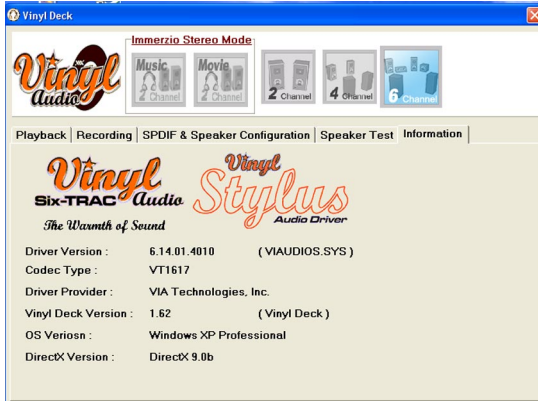 Vinyl Deck
Immerzio Stereo Mode
Vinyl Audio
Music 2 Channel
Movie 2 Channel
2 Channel
4 Channel
6 Channel
Playback Recording SPDIF & Speaker Configuration Speaker Test Information
Vinyl Audio
Six-TRAC
The Warmth of Sound
Vinyl Stylus
Audio Driver
Driver Version : 6.14.01.4010 ( VIAUDIOS.SYS )
Codec Type : VT1617
Driver Provider : VIA Technologies, Inc.
Vinyl Deck Version : 1.62 ( Vinyl Deck )
OS Veriosn : Windows XP Professional
DirectX Version : DirectX 9.0b